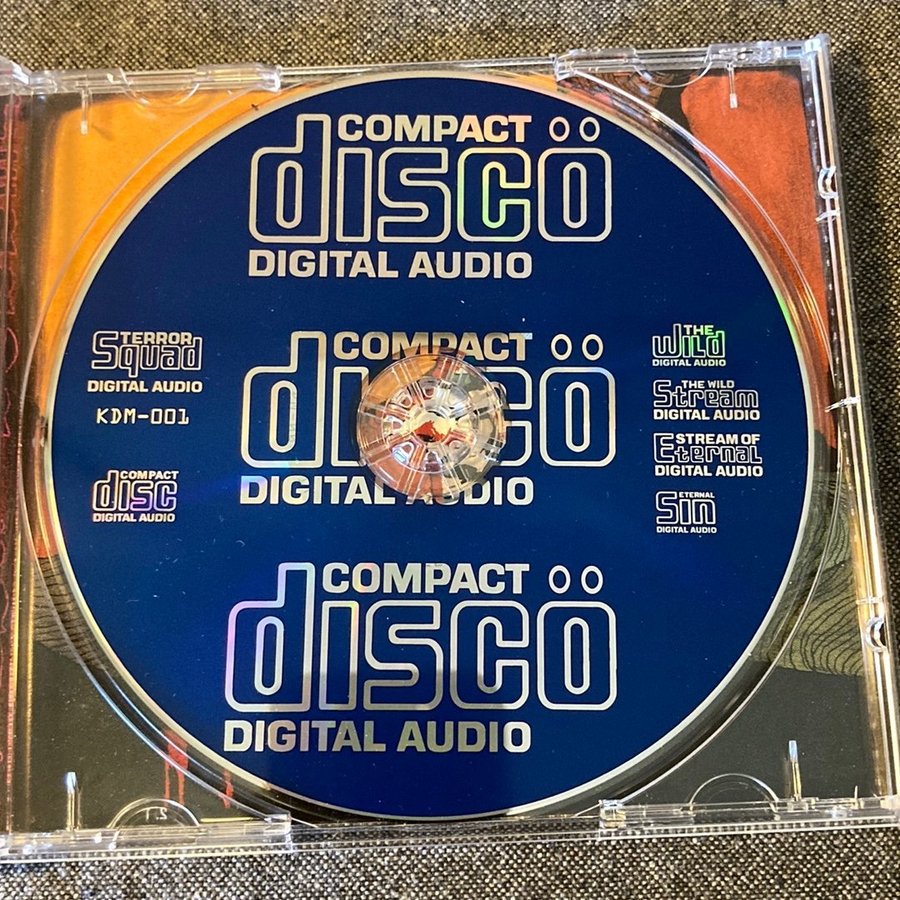 COMPACT
discö
DIGITAL AUDIO
TERROR
Squad
DIGITAL AUDIO
KDM-001
COMPACT
disc
DIGITAL AUDIO
COMPACT
discö
DIGITAL AUDIO
THE
Wild
DIGITAL AUDIO
THE WILD
Stream
DIGITAL AUDIO
STREAM OF
Eternal
DIGITAL AUDIO
ETERNAL
Sin
DIGITAL AUDIO
COMPACT
discö
DIGITAL AUDIO